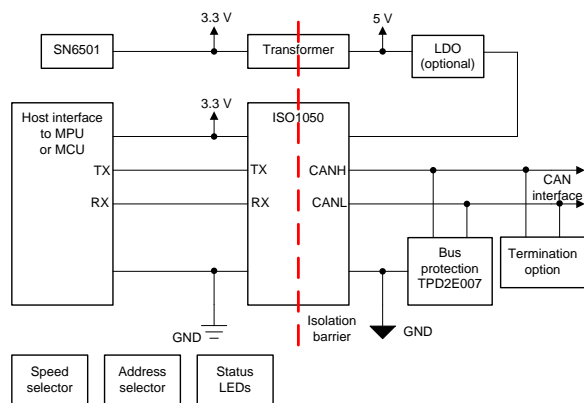 3.3 V
5 V
SN6501
Transformer
LDO
(optional)
3.3 V
Host interface
to MPU
or MCU
ISO1050
TX
TX
CANH
CAN
interface
RX
RX
CANL
Bus
protection
TPD2E007
Termination
option
GND
Isolation
barrier
GND
Speed
selector
Address
selector
Status
LEDs